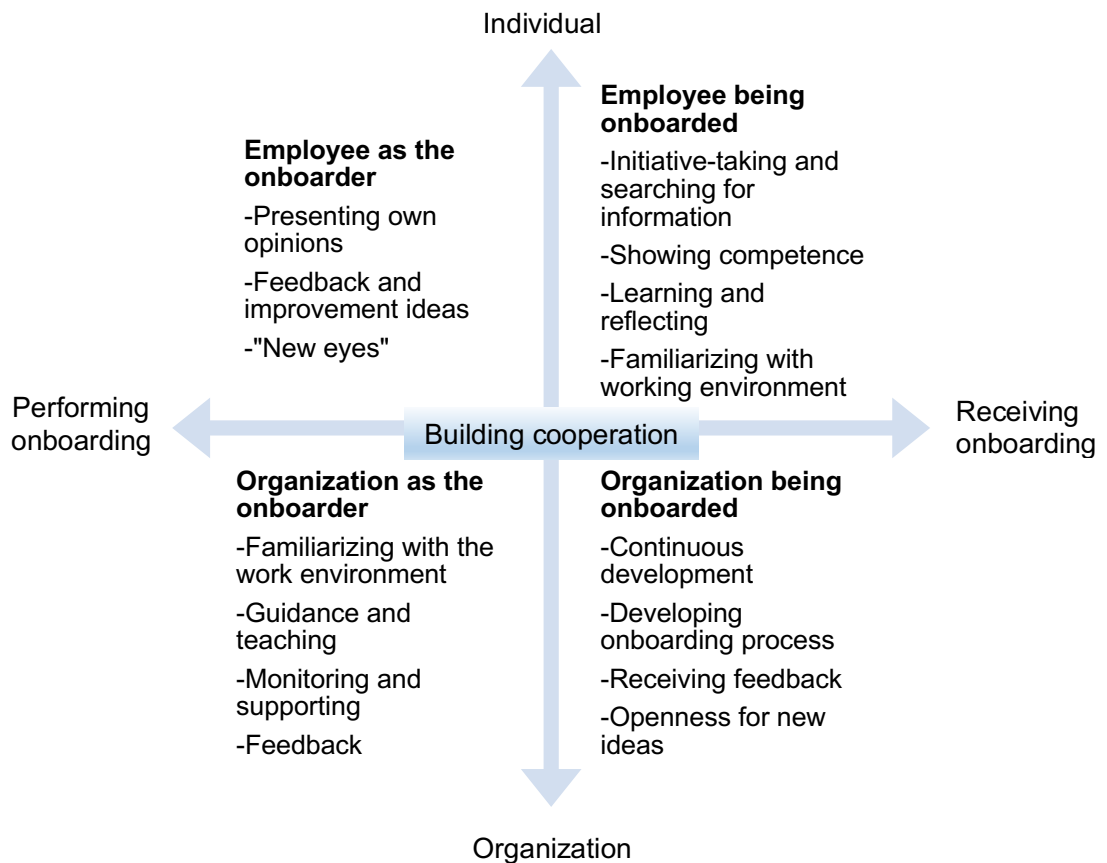 Individual
Employee as the
onboarder
-Presenting own
opinions
-Feedback and
improvement ideas
-"New eyes"
Employee being
onboarded
-Initiative-taking and
searching for
information
-Showing competence
-Learning and
reflecting
-Familiarizing with
working environment
Performing
onboarding
Building cooperation
Receiving
onboarding
Organization as the
onboarder
-Familiarizing with the
work environment
-Guidance and
teaching
-Monitoring and
supporting
-Feedback
Organization being
onboarded
-Continuous
development
-Developing
onboarding process
-Receiving feedback
-Openness for new
ideas
Organization